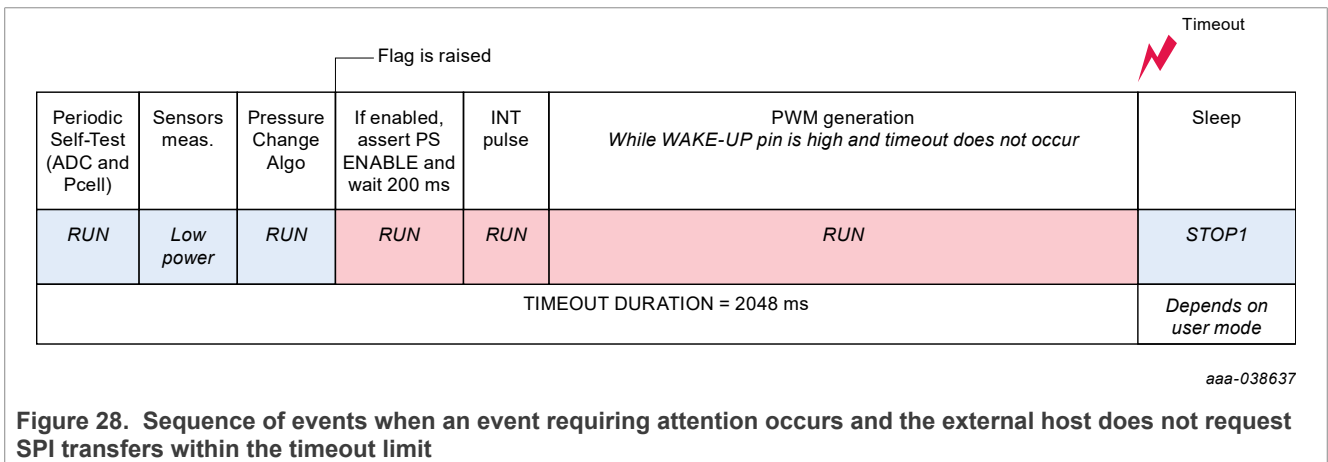 Timeout
Flag is raised
Periodic
Self-Test
(ADC and
Pcell)
Sensors
meas.
Pressure
Change
Algo
If enabled,
assert PS
ENABLE and
wait 200 ms
INT
pulse
PWM generation
While WAKE-UP pin is high and timeout does not occur
Sleep
RUN
Low
power
RUN
RUN
RUN
RUN
STOP1
TIMEOUT DURATION = 2048 ms
Depends on
user mode
aaa-038637
Figure 28. Sequence of events when an event requiring attention occurs and the external host does not request
SPI transfers within the timeout limit